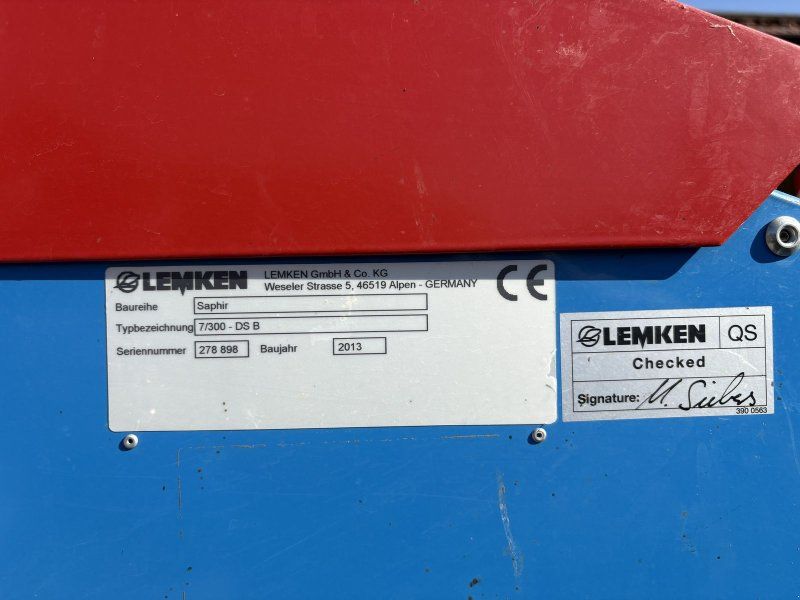 LEMKEN
LEMKEN GmbH & Co. KG
Weseler Strasse 5, 46519 Alpen - GERMANY
CE
Baureihe Saphir
Typbezeichnung 7/300 - DS B
Seriennummer 278 898 Baujahr 2013
LEMKEN QS
Checked
Signature:
390 0563